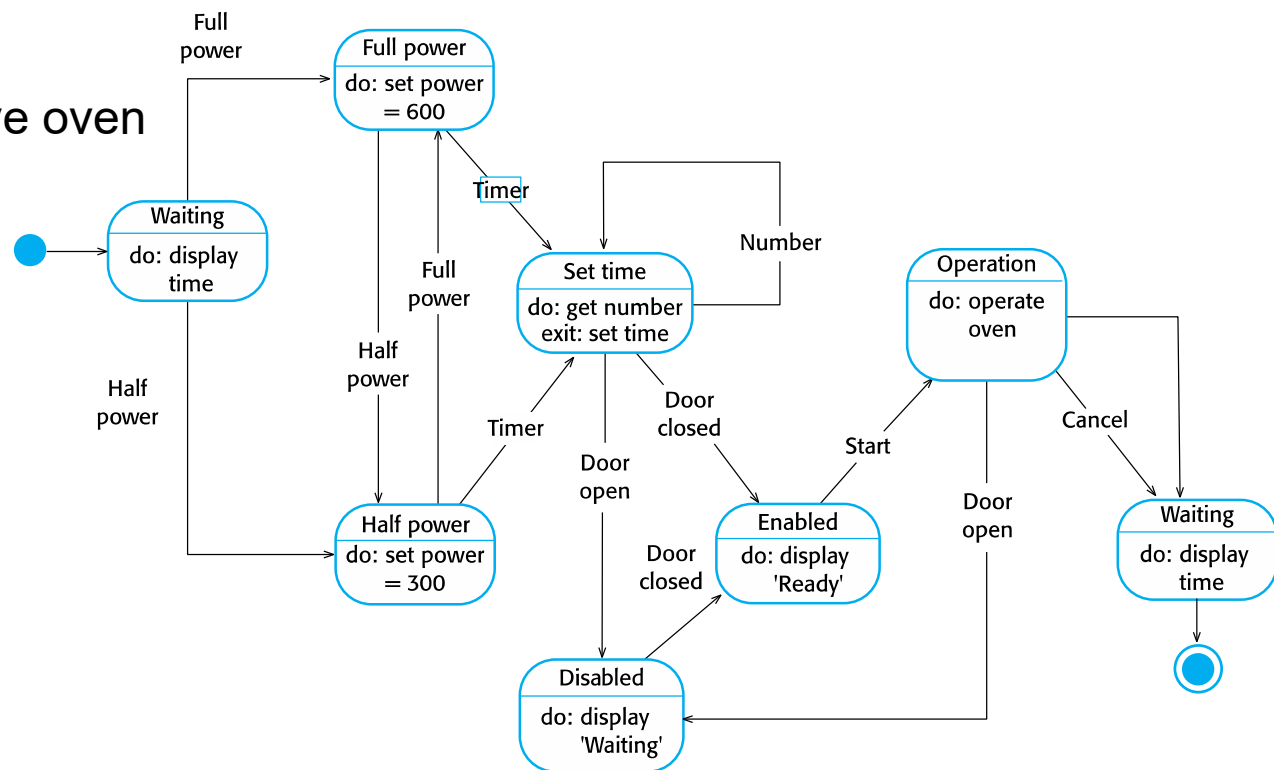 Full
power
ve oven
Full power
do: set power
= 600
Timer
Waiting
do: display
time
Number
Full
power
Set time
do: get number
exit: set time
Operation
do: operate
oven
Half
power
Half
power
Timer
Door
closed
Start
Cancel
Door
open
Door
open
Half power
do: set power
= 300
Enabled
do: display
'Ready'
Door
closed
Waiting
do: display
time
Disabled
do: display
'Waiting'